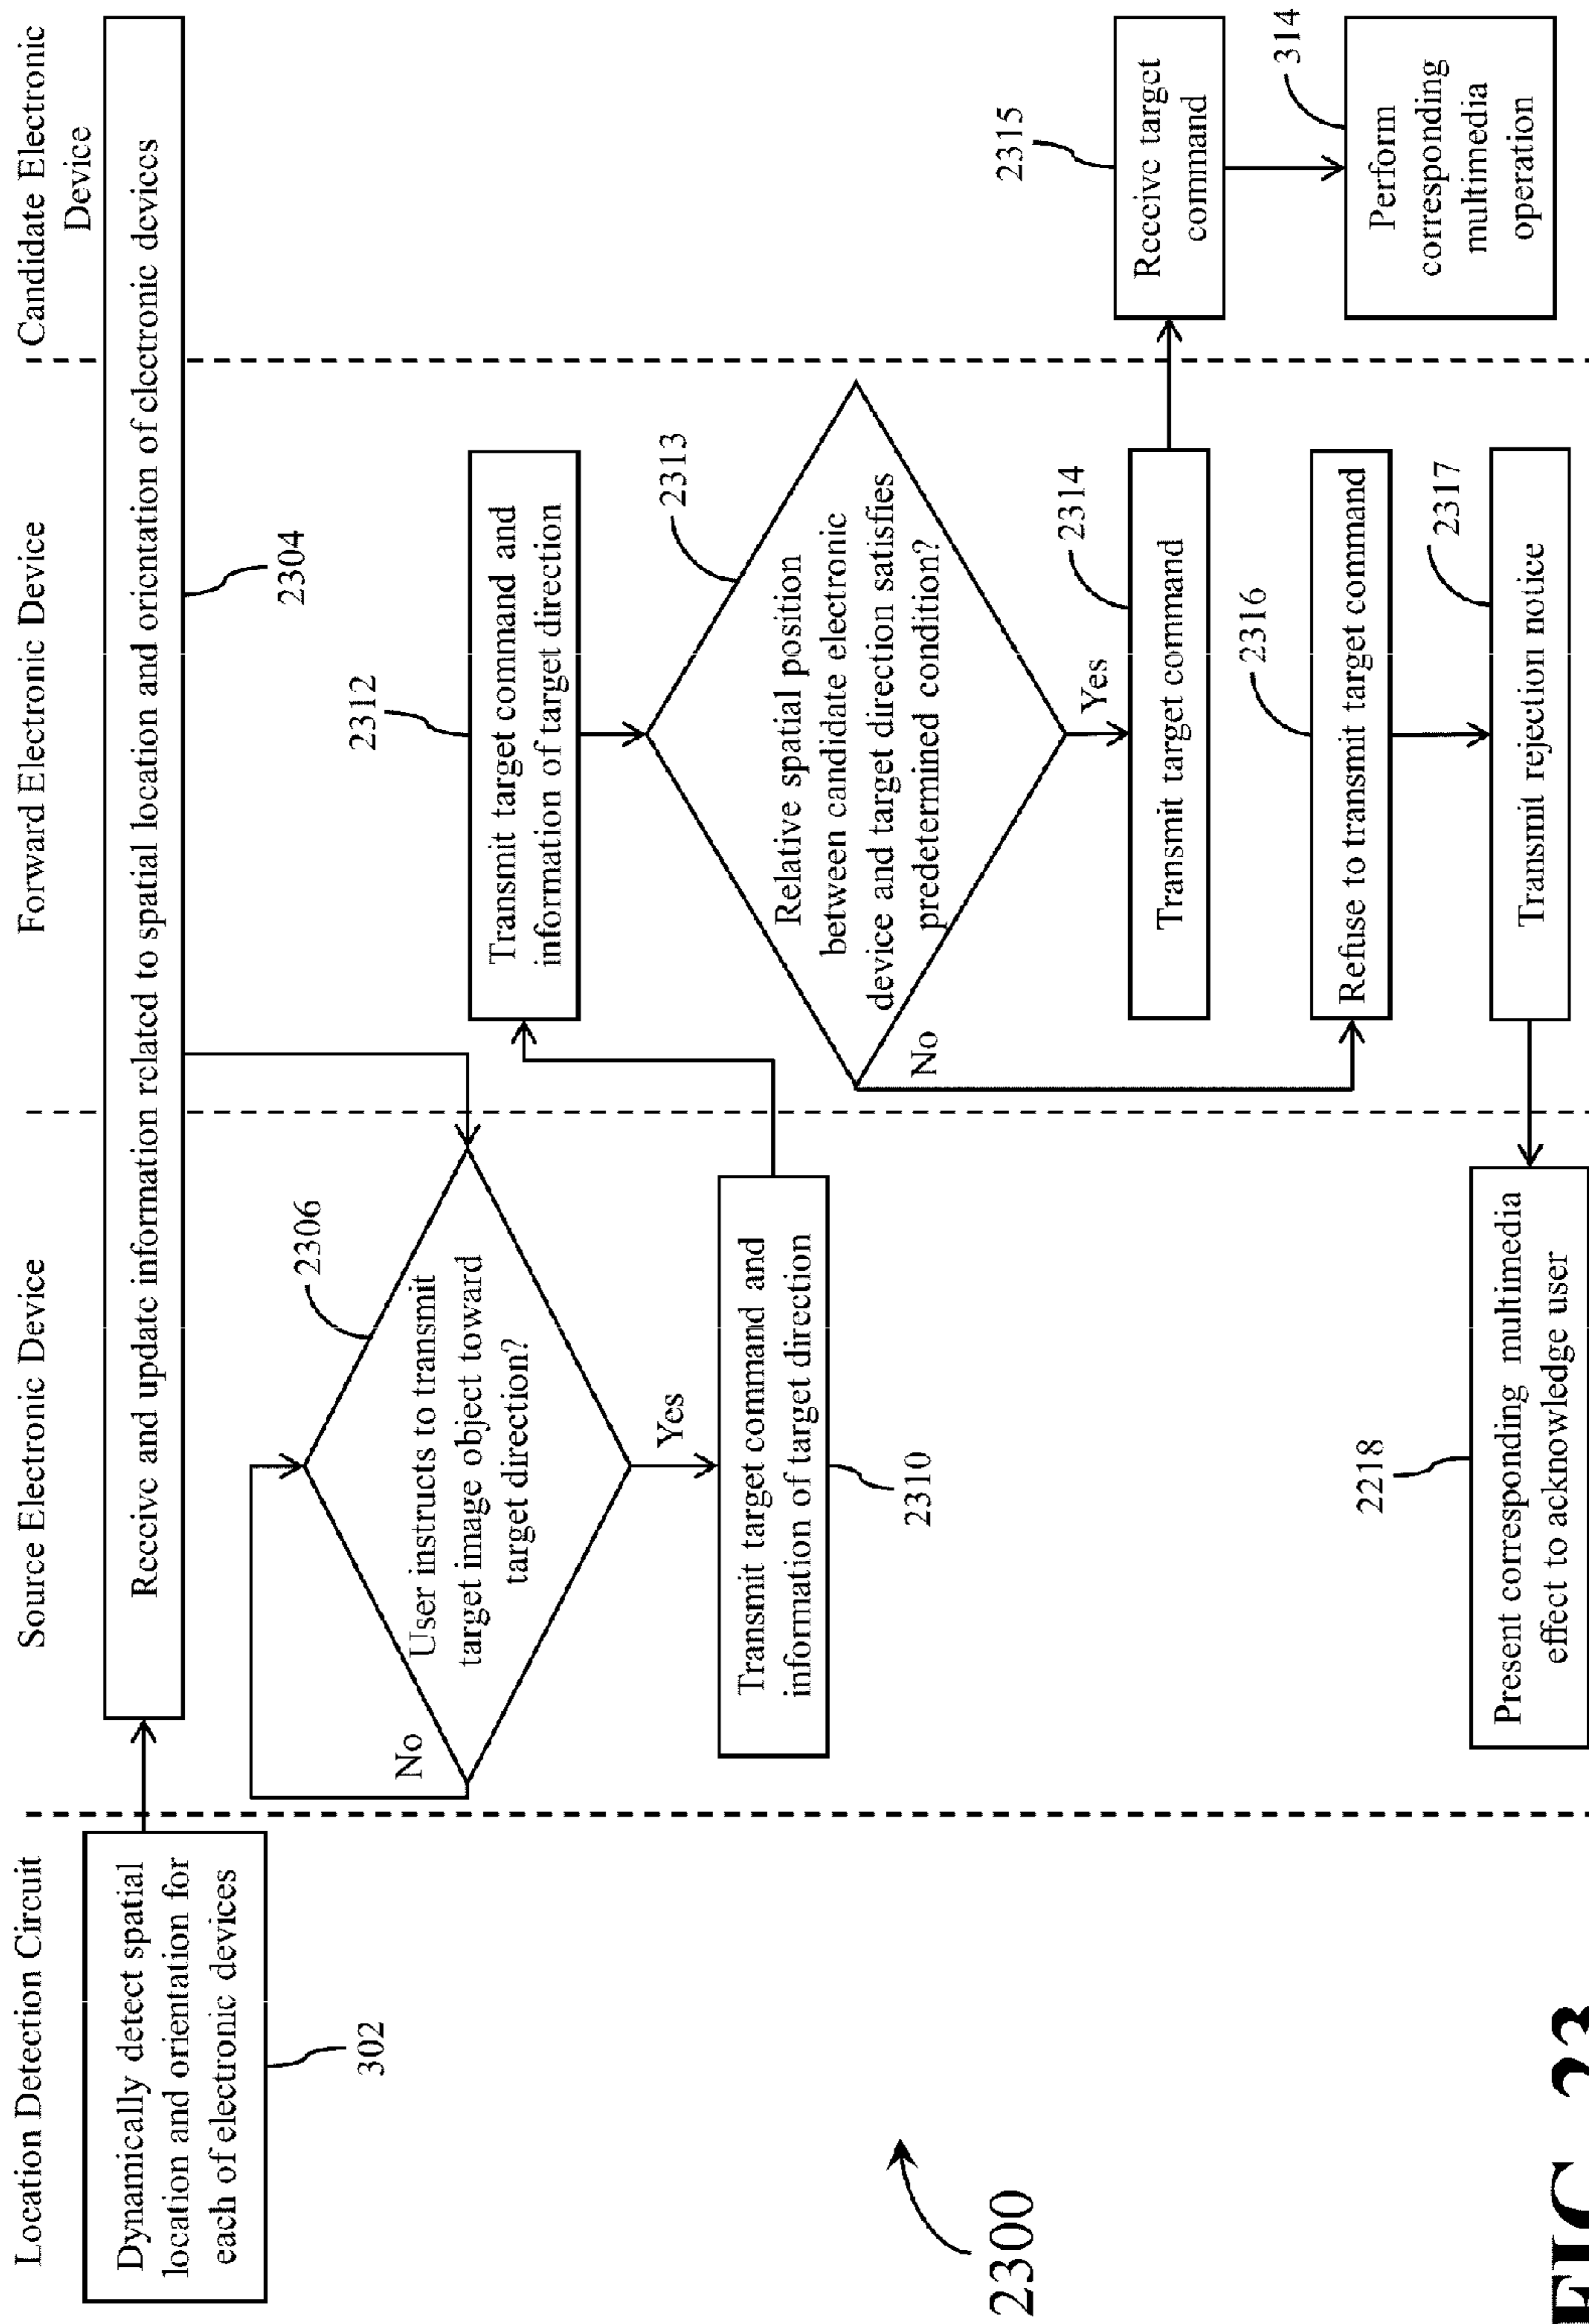 Location Detection Circuit
Source Electronic Device
Forward Electronic Device
Candidate Electronic
Device
Dynamically detect spatial
location and orientation for
each of electronic devices
302
Receive and update information related to spatial location and orientation of electronic devices
2304
User instructs to transmit
target image object toward
target direction?
2306
No
Yes
Transmit target command and
information of target direction
2310
2312
Transmit target command and
information of target direction
Relative spatial position
between candidate electronic
device and target direction satisfies
predetermined condition?
2313
No
Yes
Transmit target command
2314
2315
Receive target
command
Perform
corresponding
multimedia
operation
314
2316
Refuse to transmit target command
Transmit rejection notice
2317
2218
Present corresponding multimedia
effect to acknowledge user
2300
FIG. 23